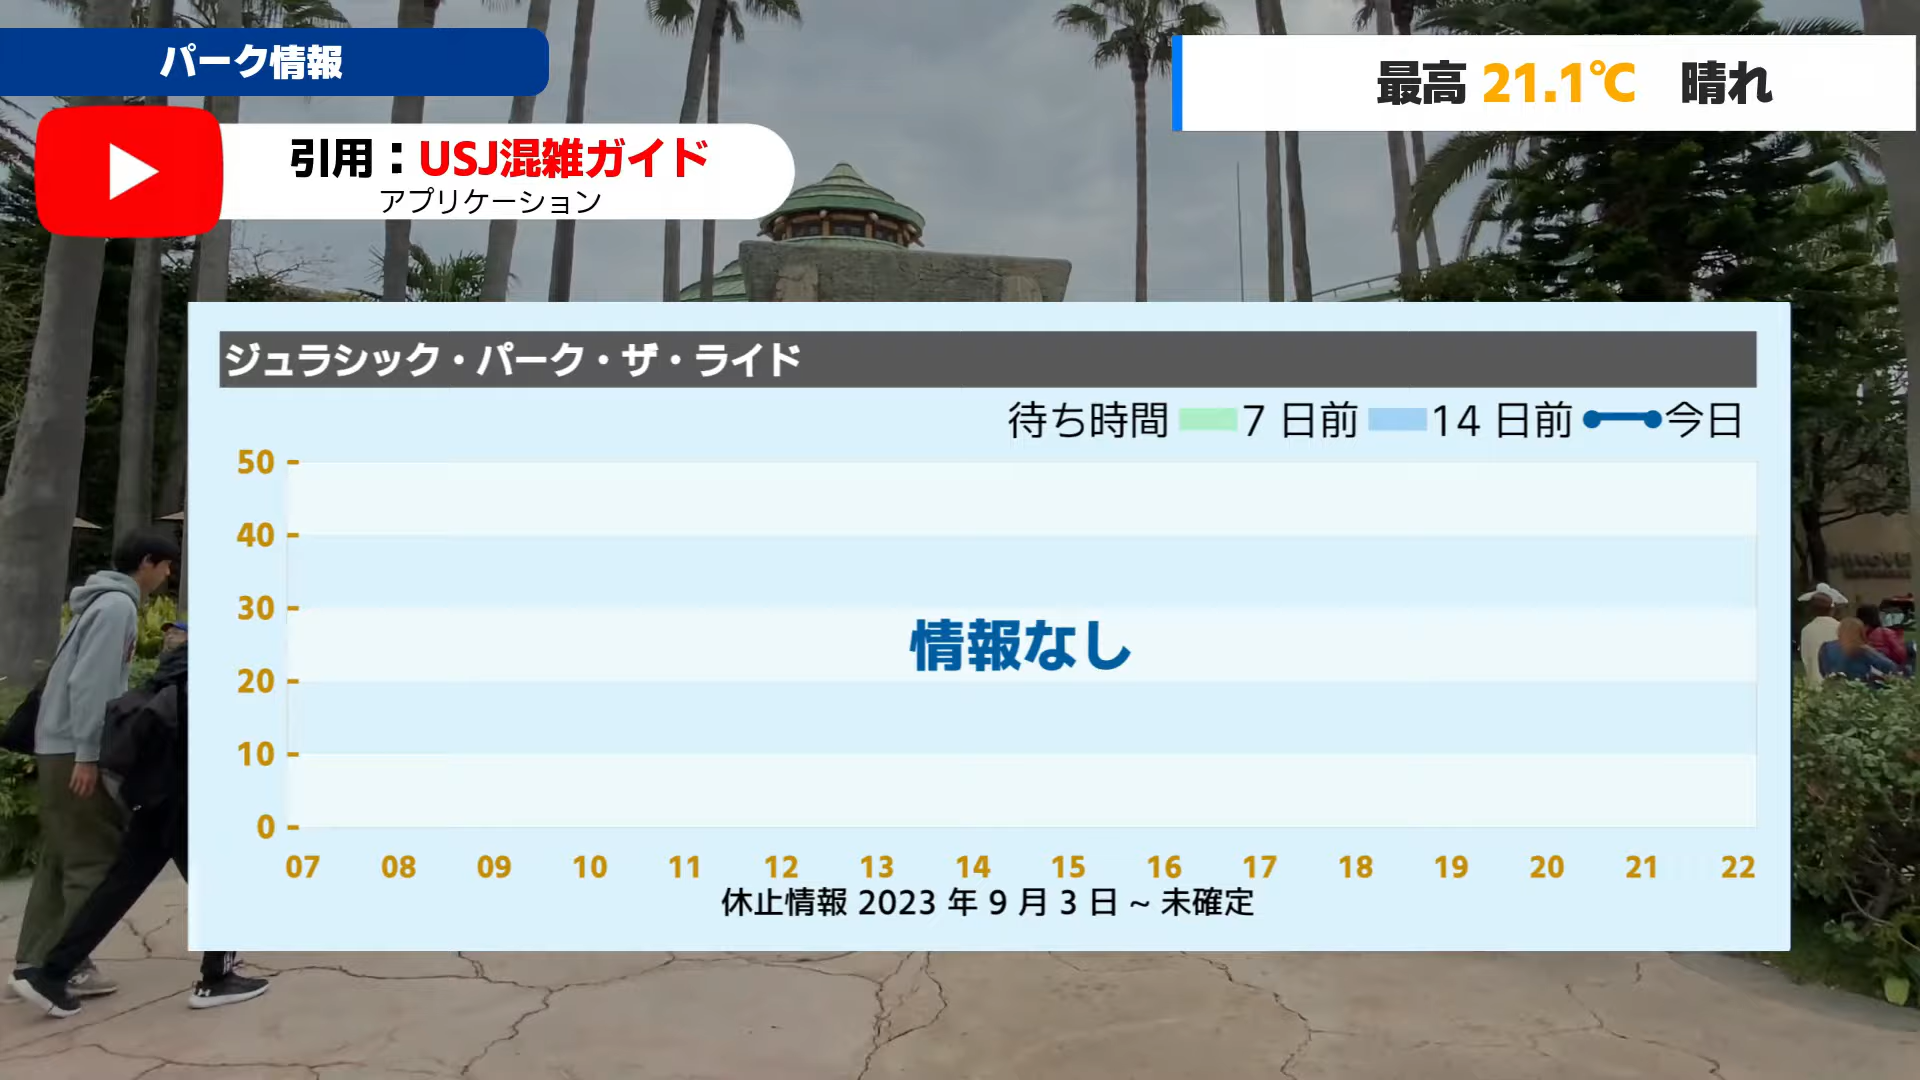 パーク情報
最高 21.1℃ 晴れ
引用：USJ混雑ガイド
アプリケーション
ジュラシック・パーク・ザ・ライド
待ち時間 7 日前 14 日前 今日
50
40
30
情報なし
20
10
0
07 08 09 10 11 12 13 14 15 16 17 18 19 20 21 22
休止情報 2023 年 9 月 3 日 ~ 未確定